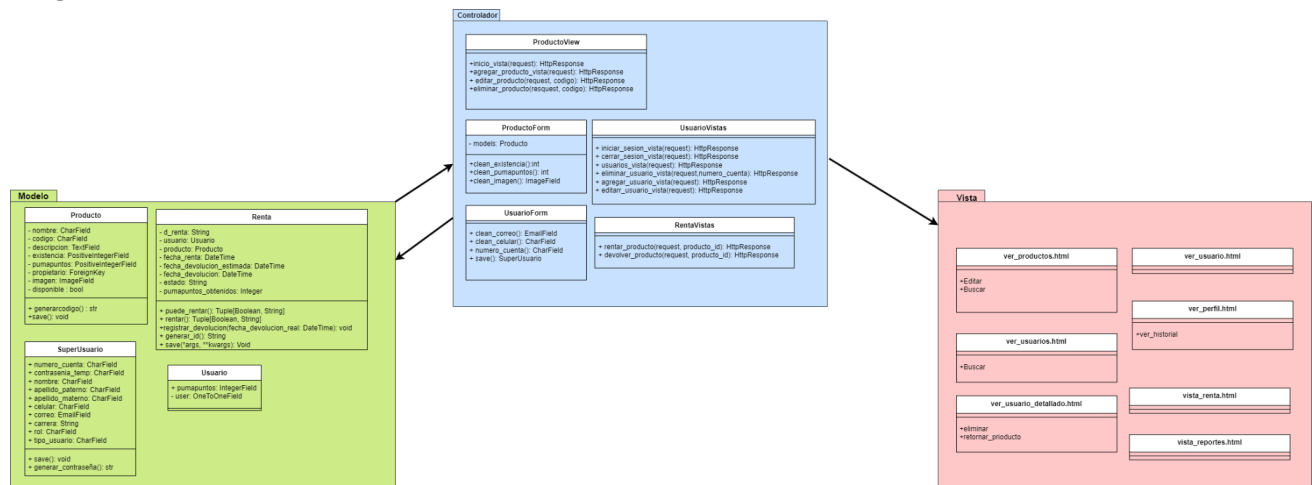 Controlador
ProductoView
+inicio_vista(request): HttpResponse
+agregar_producto_vista(request): HttpResponse
+ editar_producto(request, codigo): HttpResponse
+eliminar_producto(resquest, codigo): HttpResponse
ProductoForm
- models: Producto
+clean_existencia():int
+clean_pumapuntos(): int
+clean_imagen(): ImageField
UsuarioVistas
+ iniciar_sesion_vista(request): HttpResponse
+ cerrar_sesion_vista(request): HttpResponse
+ usuarios_vista(request): HttpResponse
+ eliminar_usuario_vista(request,numero_cuenta): HttpResponse
+ agregar_usuario_vista(request): HttpResponse
+ editarr_usuario_vista(request): HttpResponse
UsuarioForm
+ clean_correo(): EmailField
+ clean_celular(): CharField
+ numero_cuenta(): CharField
+ save(): SuperUsuario
RentaVistas
+ rentar_producto(request, producto_id): HttpResponse
+ devolver_producto(request, producto_id): HttpResponse
Modelo
Producto
- nombre: CharField
- codigo: CharField
- descripcion: TextField
- existencia: PositiveIntegerField
- pumapuntos: PositiveIntegerField
- propietario: ForeignKey
- imagen: ImageField
- disponible : bool
+ generarcodigo() : str
+save(): void
Renta
- d_renta: String
- usuario: Usuario
- producto: Producto
- fecha_renta: DateTime
- fecha_devolucion_estimada: DateTime
- fecha_devolucion: DateTime
- estado: String
- pumapuntos_obtenidos: Integer
+ puede_rentar(): Tuple[Boolean, String]
+ rentar(): Tuple[Boolean, String]
+registrar_devolucion(fecha_devolucion_real: DateTime): void
+ generar_id(): String
+ save(*args, **kwargs): Void
SuperUsuario
+ numero_cuenta: CharField
+ contrasenia_temp: CharField
+ nombre: CharField
+ apellido_paterno: CharField
+ apellido_materno: CharField
+ celular: CharField
+ correo: EmailField
+ carrera: String
+ rol: CharField
+ tipo_usuario: CharField
+ save(): void
+ generar_contraseña(): str
Usuario
+ pumapuntos: IntegerField
- user: OneToOneField
Vista
ver_productos.html
+Editar
+Buscar
ver_usuario.html
ver_perfil.html
+ver_historial
ver_usuarios.html
+Buscar
ver_usuario_detallado.html
+eliminar
+retornar_prioducto
vista_renta.html
vista_reportes.html